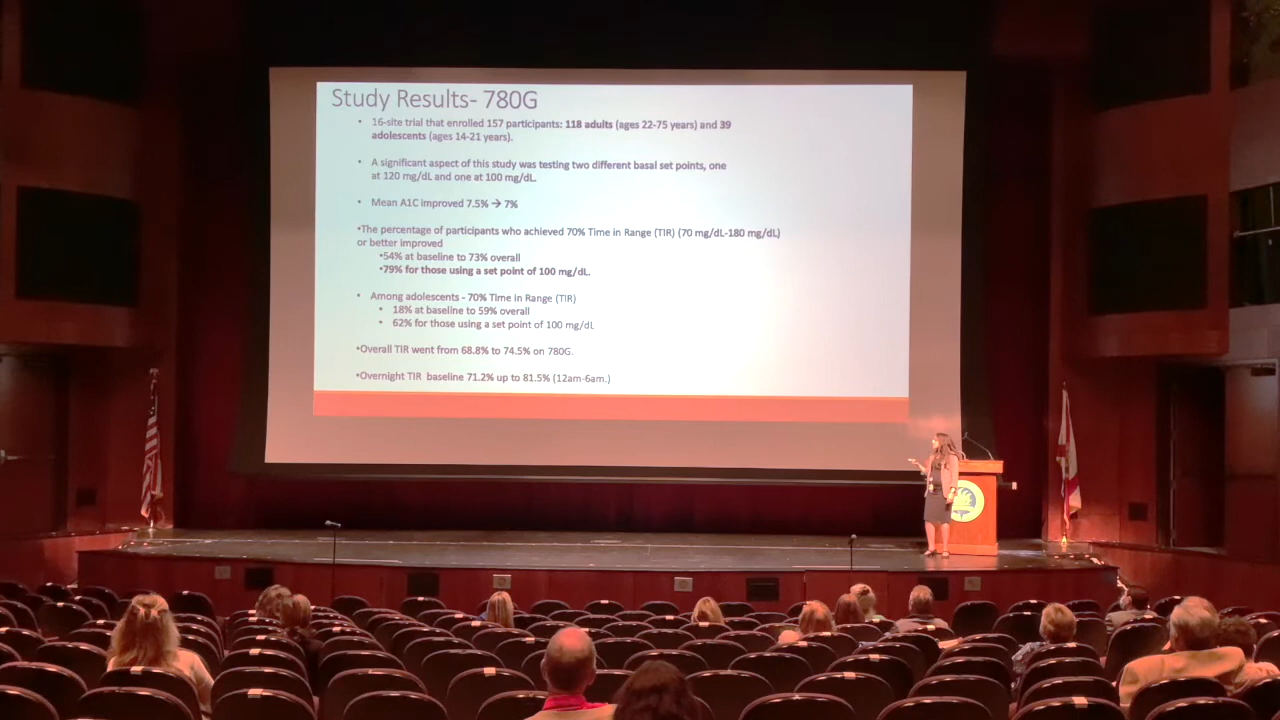 Study Results- 780G
• 16-site trial that enrolled 157 participants: 118 adults (ages 22-75 years) and 39
adolescents (ages 14-21 years).
• A significant aspect of this study was testing two different basal set points, one
at 120 mg/dL and one at 100 mg/dL.
• Mean A1C improved 7.5% → 7%
•The percentage of participants who achieved 70% Time in Range (TIR) (70 mg/dL-180 mg/dL)
or better improved
•54% at baseline to 73% overall
•79% for those using a set point of 100 mg/dL.
• Among adolescents - 70% Time in Range (TIR)
• 18% at baseline to 59% overall
• 62% for those using a set point of 100 mg/dL
•Overall TIR went from 68.8% to 74.5% on 780G.
•Overnight TIR baseline 71.2% up to 81.5% (12am-6am.)